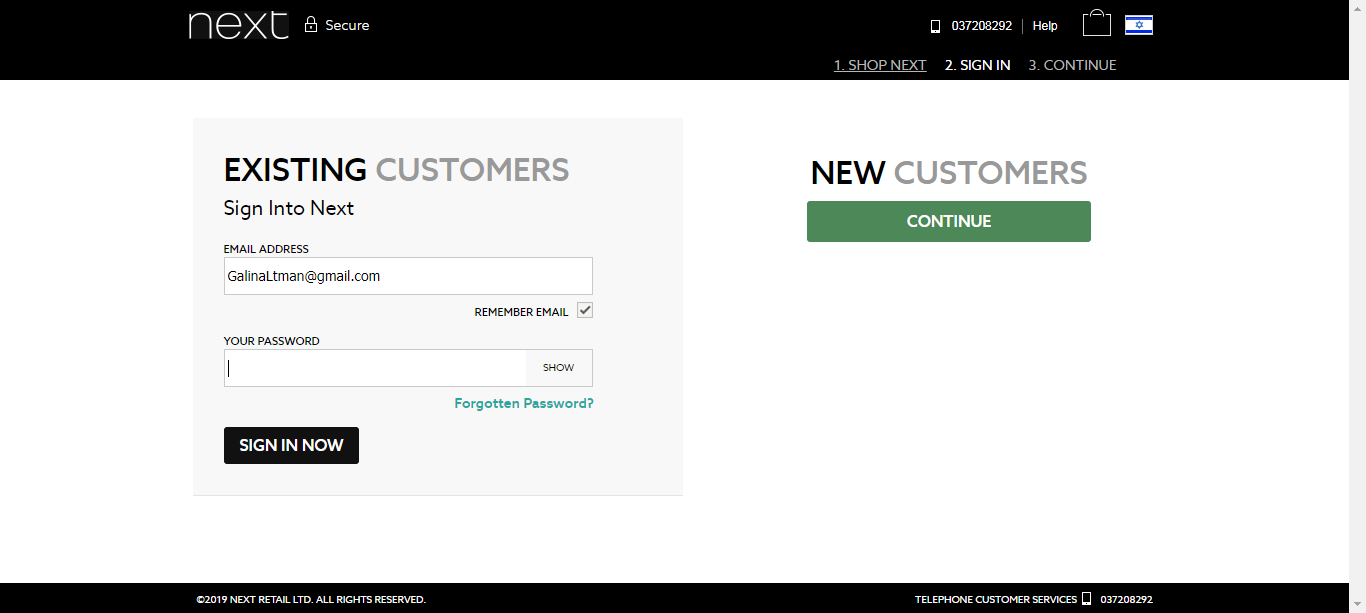 next Secure
037208292 Help
1. SHOP NEXT 2. SIGN IN 3. CONTINUE
EXISTING CUSTOMERS
Sign Into Next
EMAIL ADDRESS
GalinaLtman@gmail.com
REMEMBER EMAIL
YOUR PASSWORD
SHOW
Forgotten Password?
SIGN IN NOW
NEW CUSTOMERS
CONTINUE
©2019 NEXT RETAIL LTD. ALL RIGHTS RESERVED.
TELEPHONE CUSTOMER SERVICES 037208292